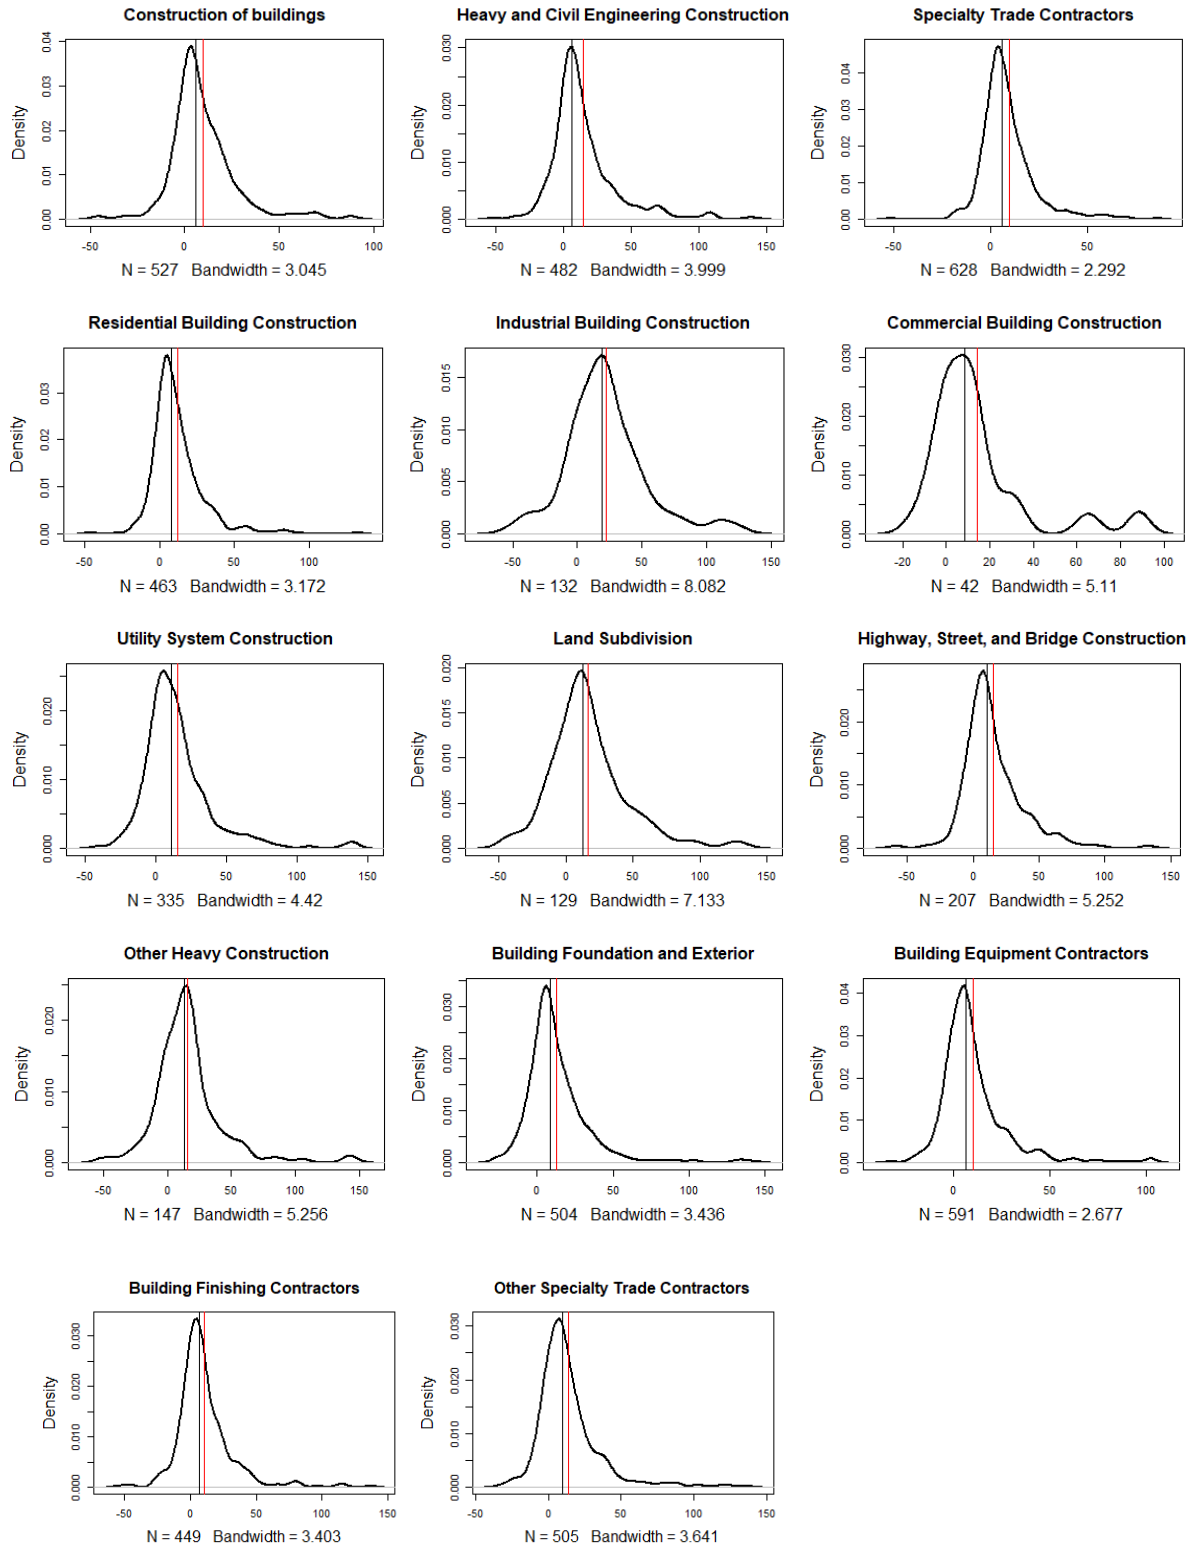 Construction of buildings
Density
0.00 0.01 0.02 0.03 0.04
-50 0 50 100
N = 527 Bandwidth = 3.045
Heavy and Civil Engineering Construction
Density
0.000 0.010 0.020 0.030
-50 0 50 100 150
N = 482 Bandwidth = 3.999
Specialty Trade Contractors
Density
0.00 0.01 0.02 0.03 0.04
-50 0 50
N = 628 Bandwidth = 2.292
Residential Building Construction
Density
0.00 0.01 0.02 0.03
-50 0 50 100
N = 463 Bandwidth = 3.172
Industrial Building Construction
Density
0.000 0.005 0.010 0.015
-50 0 50 100 150
N = 132 Bandwidth = 8.082
Commercial Building Construction
Density
0.000 0.010 0.020 0.030
-20 0 20 40 60 80 100
N = 42 Bandwidth = 5.11
Utility System Construction
Density
0.000 0.010 0.020
-50 0 50 100 150
N = 335 Bandwidth = 4.42
Land Subdivision
Density
0.000 0.005 0.010 0.015 0.020
-50 0 50 100 150
N = 129 Bandwidth = 7.133
Highway, Street, and Bridge Construction
Density
0.000 0.010 0.020
-50 0 50 100 150
N = 207 Bandwidth = 5.252
Other Heavy Construction
Density
0.000 0.010 0.020
-50 0 50 100 150
N = 147 Bandwidth = 5.256
Building Foundation and Exterior
Density
0.000 0.010 0.020 0.030
0 50 100 150
N = 504 Bandwidth = 3.436
Building Equipment Contractors
Density
0.00 0.01 0.02 0.03 0.04
0 50 100
N = 591 Bandwidth = 2.677
Building Finishing Contractors
Density
0.000 0.010 0.020 0.030
-50 0 50 100 150
N = 449 Bandwidth = 3.403
Other Specialty Trade Contractors
Density
0.000 0.010 0.020 0.030
-50 0 50 100 150
N = 505 Bandwidth = 3.641